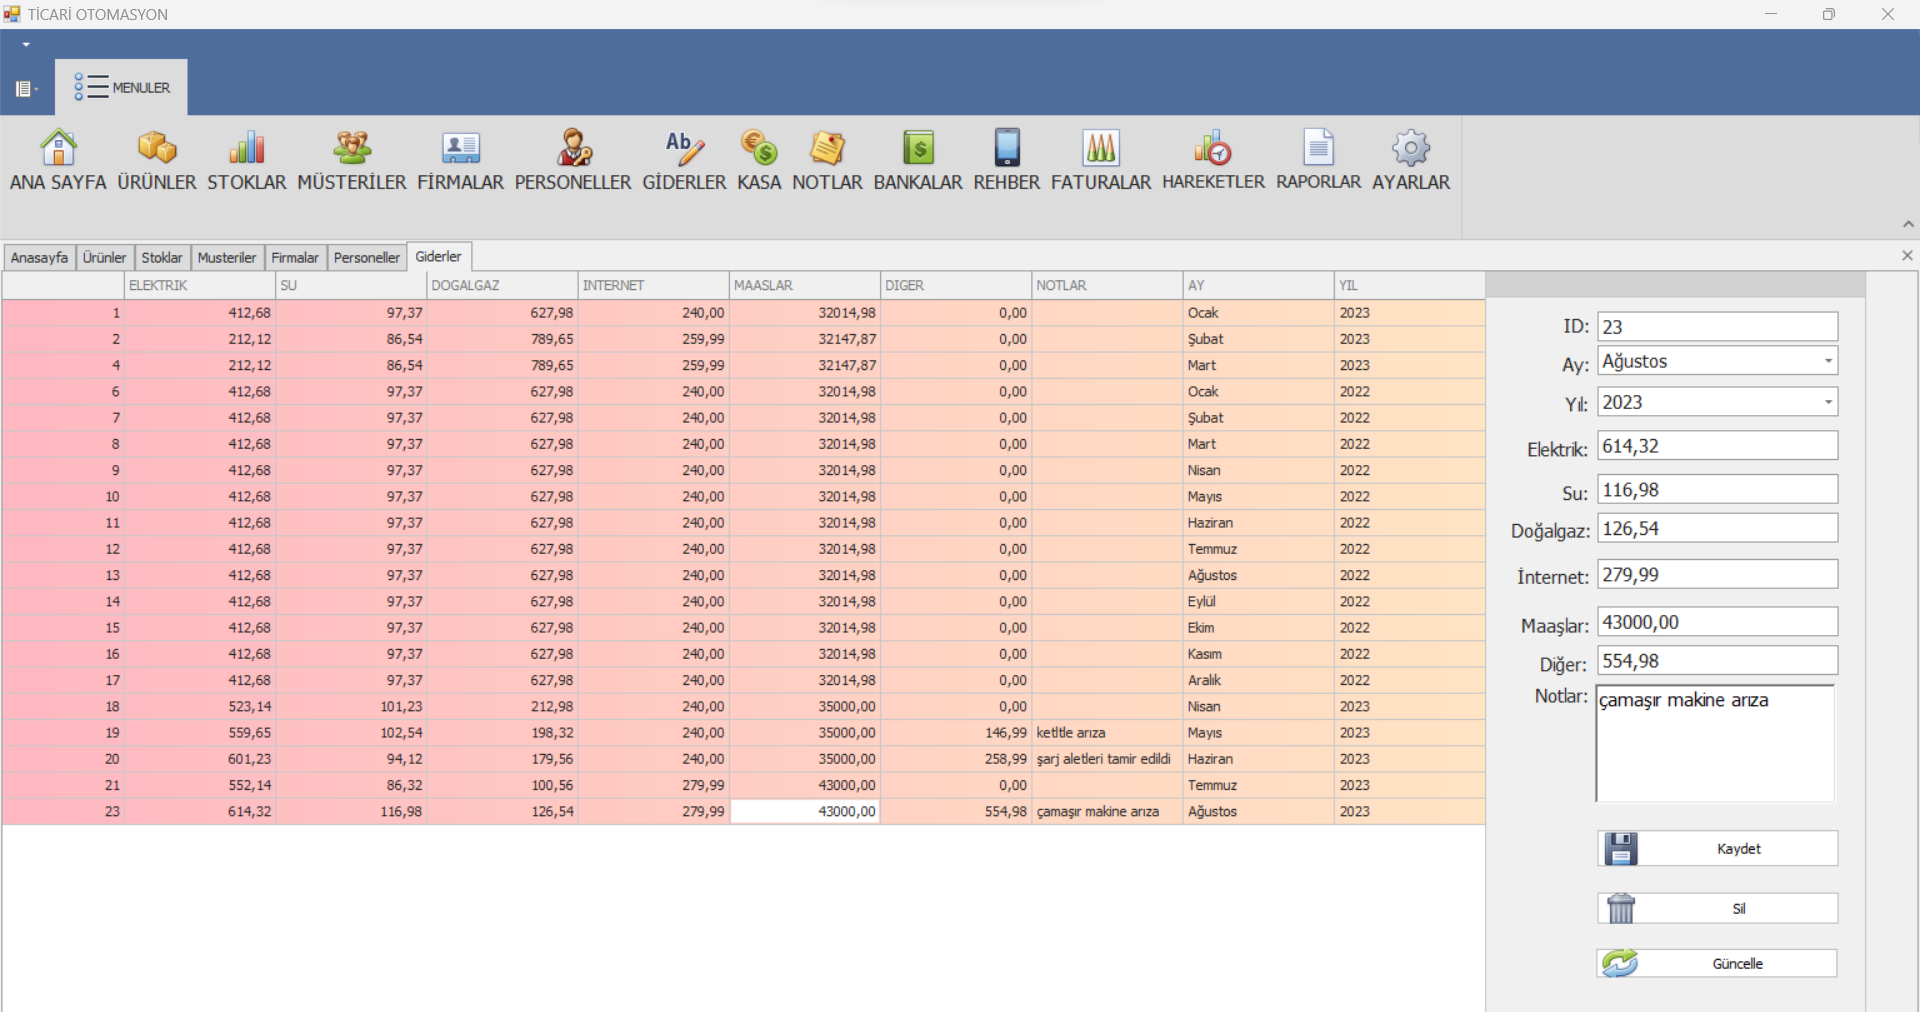 TİCARİ OTOMASYON
MENULER
ANA SAYFA ÜRÜNLER STOKLAR MÜSTERİLER FİRMALAR PERSONELLER GİDERLER KASA NOTLAR BANKALAR REHBER FATURALAR HAREKETLER RAPORLAR AYARLAR
Anasayfa Ürünler Stoklar Musteriler Firmalar Personeller Giderler
ELEKTRIK SU DOGALGAZ INTERNET MAASLAR DIGER NOTLAR AY YIL
1 412,68 97,37 627,98 240,00 32014,98 0,00 Ocak 2023
2 212,12 86,54 789,65 259,99 32147,87 0,00 Şubat 2023
4 212,12 86,54 789,65 259,99 32147,87 0,00 Mart 2023
6 412,68 97,37 627,98 240,00 32014,98 0,00 Ocak 2022
7 412,68 97,37 627,98 240,00 32014,98 0,00 Şubat 2022
8 412,68 97,37 627,98 240,00 32014,98 0,00 Mart 2022
9 412,68 97,37 627,98 240,00 32014,98 0,00 Nisan 2022
10 412,68 97,37 627,98 240,00 32014,98 0,00 Mayıs 2022
11 412,68 97,37 627,98 240,00 32014,98 0,00 Haziran 2022
12 412,68 97,37 627,98 240,00 32014,98 0,00 Temmuz 2022
13 412,68 97,37 627,98 240,00 32014,98 0,00 Ağustos 2022
14 412,68 97,37 627,98 240,00 32014,98 0,00 Eylül 2022
15 412,68 97,37 627,98 240,00 32014,98 0,00 Ekim 2022
16 412,68 97,37 627,98 240,00 32014,98 0,00 Kasım 2022
17 412,68 97,37 627,98 240,00 32014,98 0,00 Aralık 2022
18 523,14 101,23 212,98 240,00 35000,00 0,00 Nisan 2023
19 559,65 102,54 198,32 240,00 35000,00 146,99 ketltle arıza Mayıs 2023
20 601,23 94,12 179,56 240,00 35000,00 258,99 şarj aletleri tamir edildi Haziran 2023
21 552,14 86,32 100,56 279,99 43000,00 0,00 Temmuz 2023
23 614,32 116,98 126,54 279,99 43000,00 554,98 çamaşır makine arıza Ağustos 2023
ID: 23
Ay: Ağustos
Yıl: 2023
Elektrik: 614,32
Su: 116,98
Doğalgaz: 126,54
İnternet: 279,99
Maaşlar: 43000,00
Diğer: 554,98
Notlar: çamaşır makine arıza
Kaydet
Sil
Güncelle